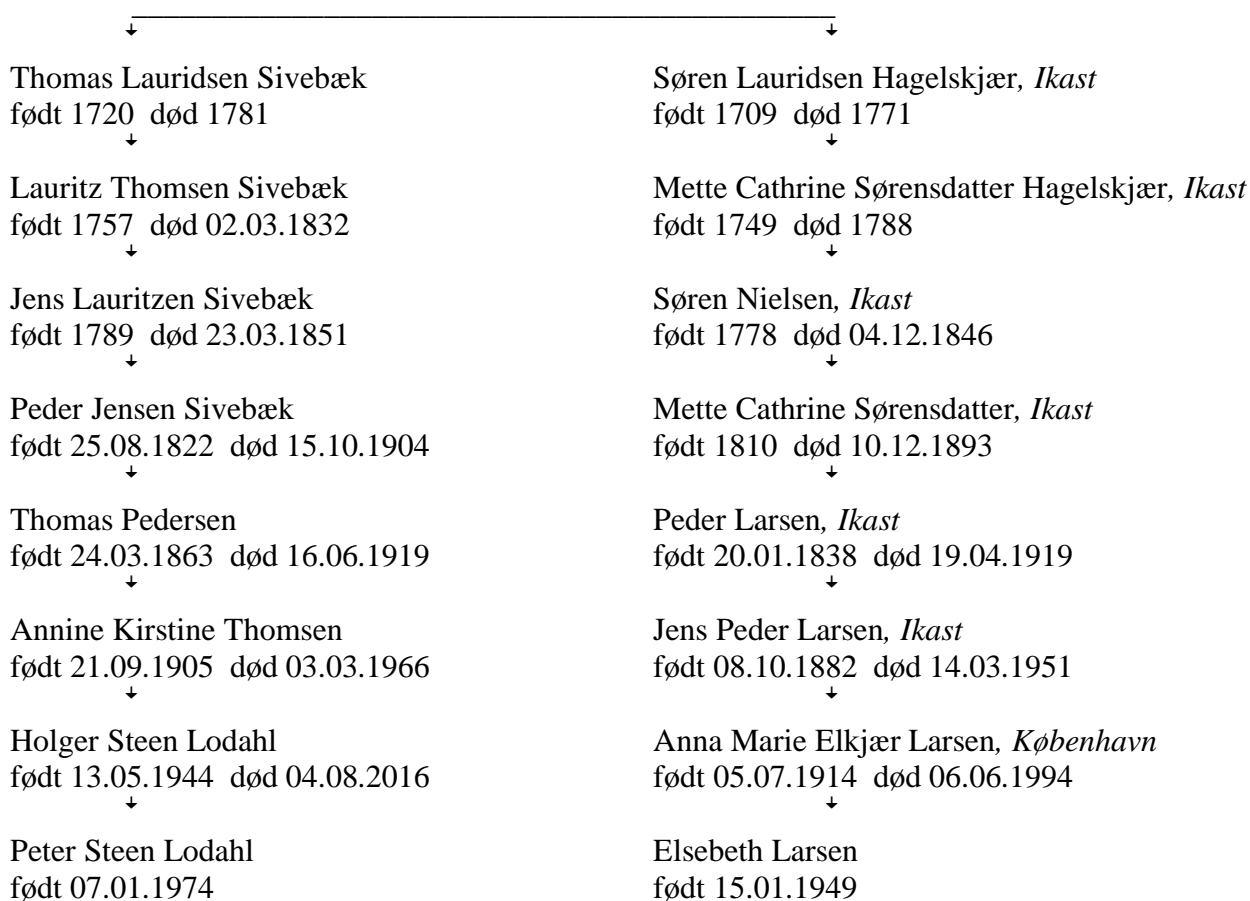 Thomas Lauridsen Sivebæk
født 1720 død 1781
Lauritz Thomsen Sivebæk
født 1757 død 02.03.1832
Jens Lauritzen Sivebæk
født 1789 død 23.03.1851
Peder Jensen Sivebæk
født 25.08.1822 død 15.10.1904
Thomas Pedersen
født 24.03.1863 død 16.06.1919
Annine Kirstine Thomsen
født 21.09.1905 død 03.03.1966
Holger Steen Lodahl
født 13.05.1944 død 04.08.2016
Peter Steen Lodahl
født 07.01.1974
Søren Lauridsen Hagelskjær, Ikast
født 1709 død 1771
Mette Cathrine Sørensdatter Hagelskjær, Ikast
født 1749 død 1788
Søren Nielsen, Ikast
født 1778 død 04.12.1846
Mette Cathrine Sørensdatter, Ikast
født 1810 død 10.12.1893
Peder Larsen, Ikast
født 20.01.1838 død 19.04.1919
Jens Peder Larsen, Ikast
født 08.10.1882 død 14.03.1951
Anna Marie Elkjær Larsen, København
født 05.07.1914 død 06.06.1994
Elsebeth Larsen
født 15.01.1949